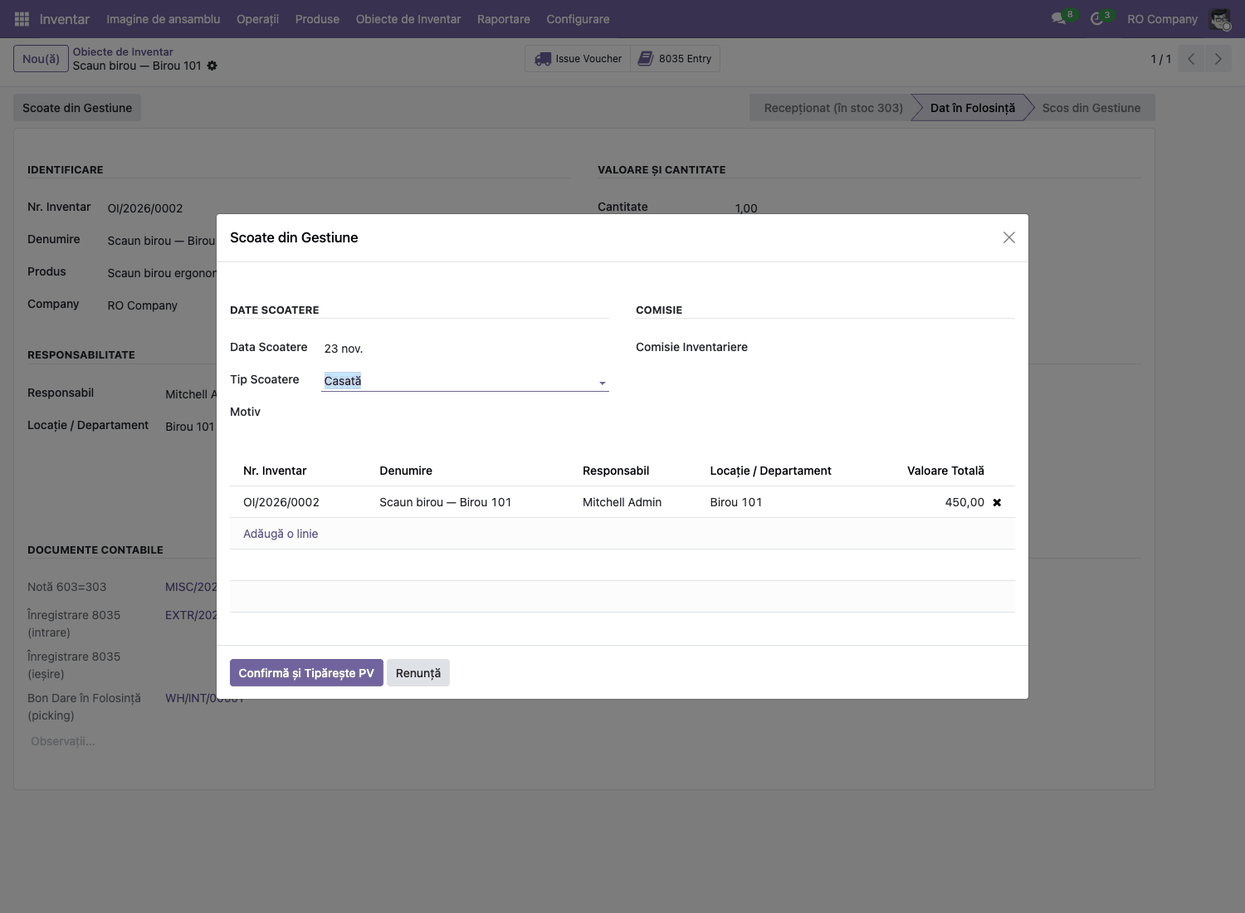 Inventar Imagine de ansamblu Operații Produse Obiecte de Inventar Raportare Configurare 8 3 RO Company
Nou(ă) Obiecte de Inventar
Scaun birou — Birou 101
Issue Voucher 8035 Entry 1 / 1
Scoate din Gestiune Recepționat (în stoc 303) Dat în Folosință Scos din Gestiune
IDENTIFICARE VALOARE ȘI CANTITATE
Nr. Inventar OI/2026/0002 Cantitate 1,00
Denumire Scaun birou — Birou
Produs Scaun birou ergonor
Company RO Company
RESPONSABILITATE
Responsabil Mitchell A
Locație / Departament Birou 101
DOCUMENTE CONTABILE
Notă 603=303 MISC/202
Înregistrare 8035 EXTR/202
(intrare)
Înregistrare 8035
(ieșire)
Bon Dare în Folosință WH/INT/00001
(picking)
Observații...
Scoate din Gestiune
DATE SCOATERE COMISIE
Data Scoatere 23 nov. Comisie Inventariere
Tip Scoatere Casată
Motiv
Nr. Inventar Denumire Responsabil Locație / Departament Valoare Totală
OI/2026/0002 Scaun birou — Birou 101 Mitchell Admin Birou 101 450,00
Adăugă o linie
Confirmă și Tipărește PV Renunță